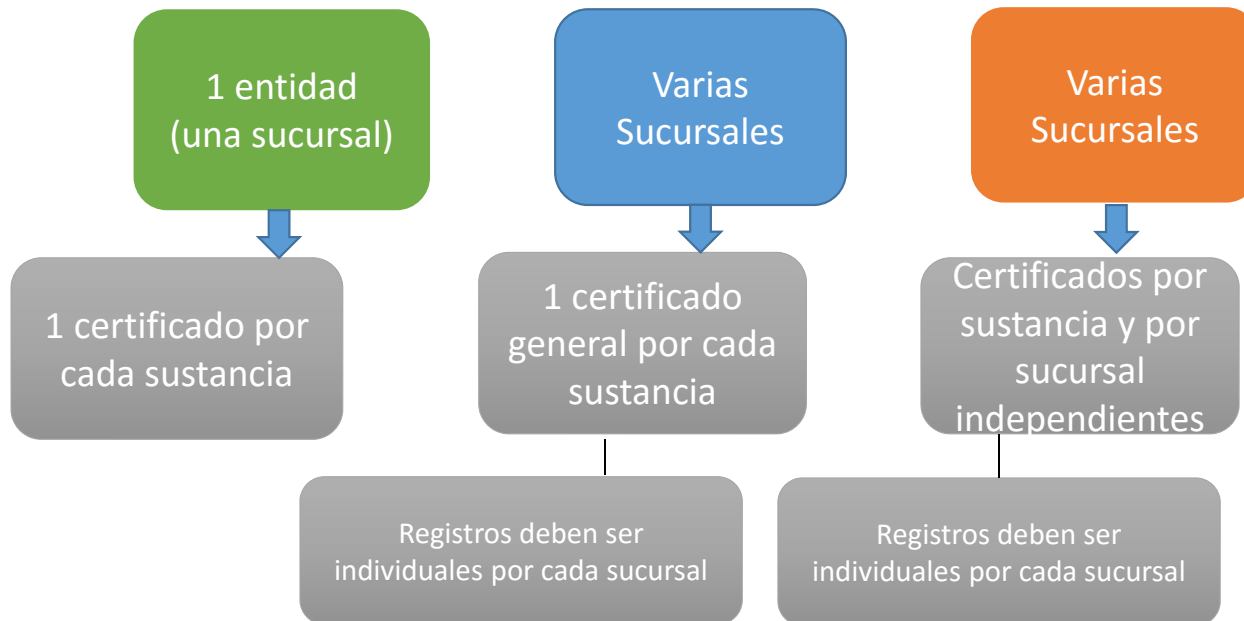 1 entidad
(una sucursal)
Varias
Sucursales
Varias
Sucursales
1 certificado por
cada sustancia
1 certificado
general por cada
sustancia
Certificados por
sustancia y por
sucursal
independientes
Registros deben ser
individuales por cada sucursal
Registros deben ser
individuales por cada sucursal